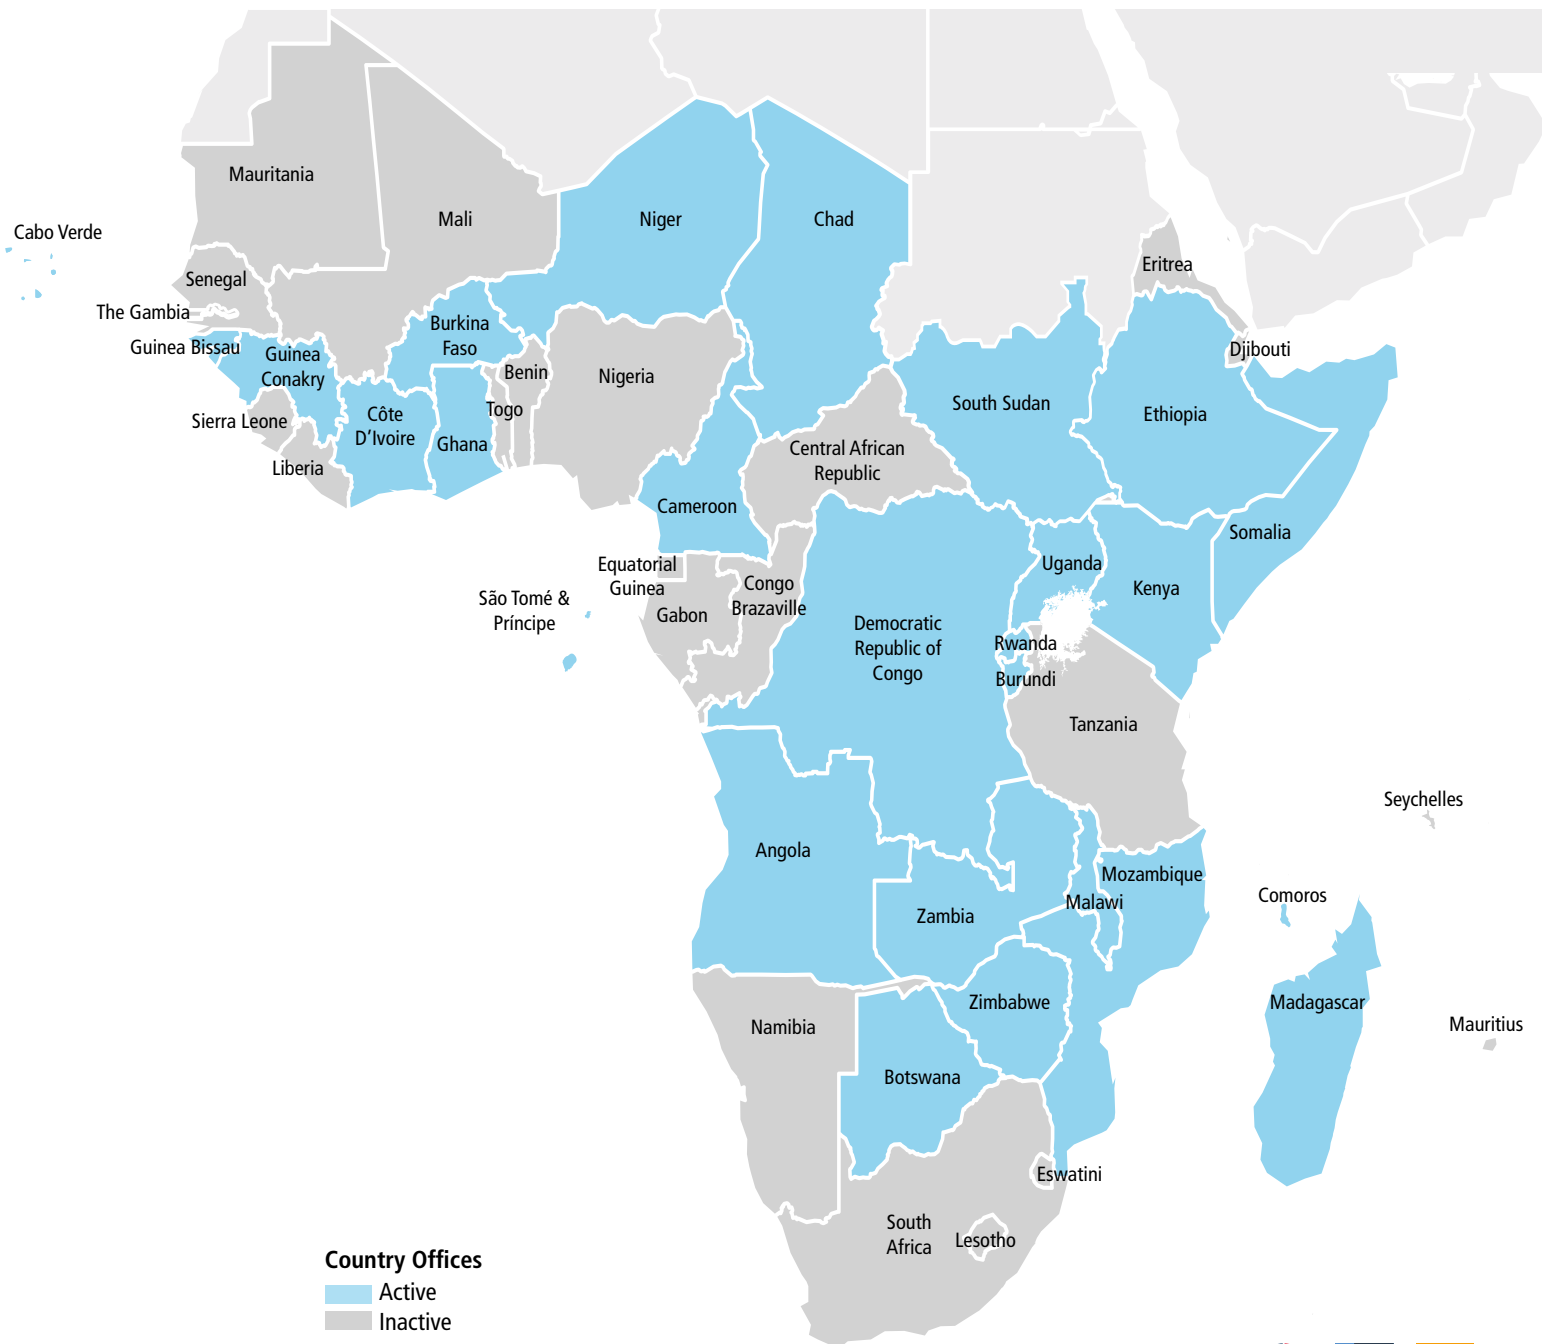 Mauritania
Mali
Niger
Chad
Cabo Verde
Senegal
Eritrea
The Gambia
Guinea Bissau
Guinea
Conakry
Burkina
Faso
Djibouti
Benin
Nigeria
Togo
South Sudan
Ethiopia
Sierra Leone
Côte
D’Ivoire
Ghana
Liberia
Central African
Republic
Cameroon
Somalia
Equatorial
Guinea
Uganda
Kenya
Congo
Brazaville
São Tomé &
Príncipe
Gabon
Democratic
Republic of
Congo
Rwanda
Burundi
Tanzania
Seychelles
Angola
Mozambique
Malawi
Comoros
Zambia
Zimbabwe
Madagascar
Namibia
Mauritius
Botswana
Eswatini
South
Africa
Lesotho
Country Offices
Active
Inactive